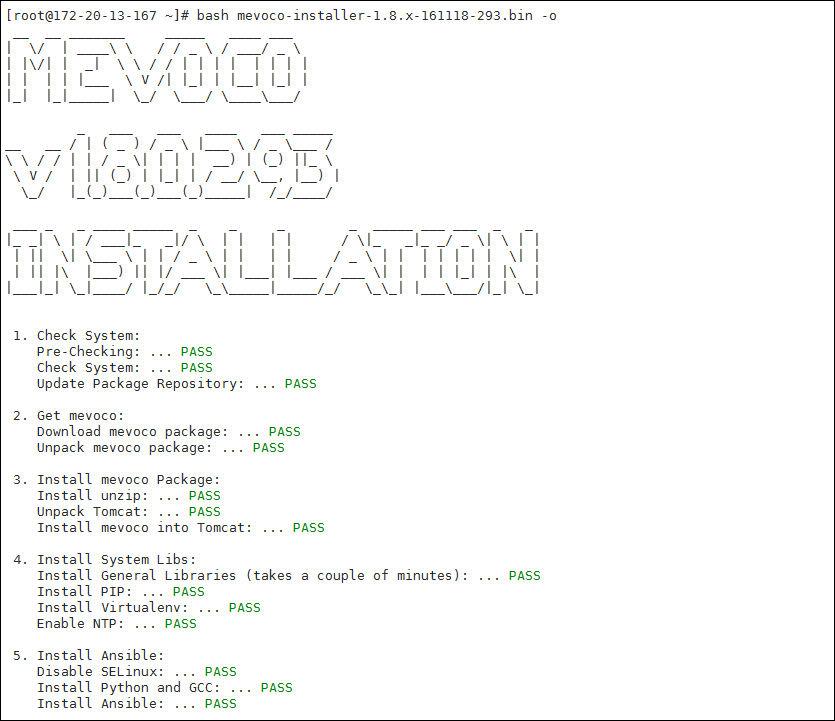 [root@172-20-13-167 ~]# bash mevoco-installer-1.8.x-161118-293.bin -o
MEVOCO
v1.8.0.293
INSTALLATION
1. Check System:
Pre-Checking: ... PASS
Check System: ... PASS
Update Package Repository: ... PASS
2. Get mevoco:
Download mevoco package: ... PASS
Unpack mevoco package: ... PASS
3. Install mevoco Package:
Install unzip: ... PASS
Unpack Tomcat: ... PASS
Install mevoco into Tomcat: ... PASS
4. Install System Libs:
Install General Libraries (takes a couple of minutes): ... PASS
Install PIP: ... PASS
Install Virtualenv: ... PASS
Enable NTP: ... PASS
5. Install Ansible:
Disable SELinux: ... PASS
Install Python and GCC: ... PASS
Install Ansible: ... PASS